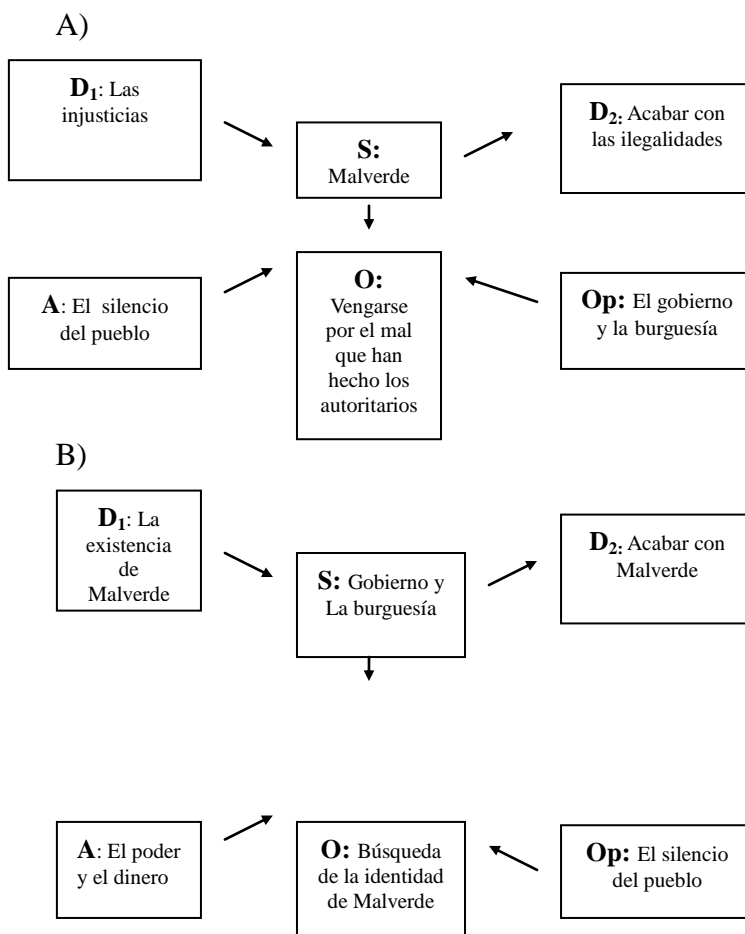 A)
D1: Las
injusticias
S:
Malverde
D2: Acabar con
las ilegalidades
A: El silencio
del pueblo
O:
Vengarse
por el mal
que han
hecho los
autoritarios
Op: El gobierno
y la burguesía
B)
D1: La
existencia
de
Malverde
S: Gobierno y
La burguesía
D2: Acabar con
Malverde
A: El poder
y el dinero
O: Búsqueda
de la identidad
de Malverde
Op: El silencio
del pueblo